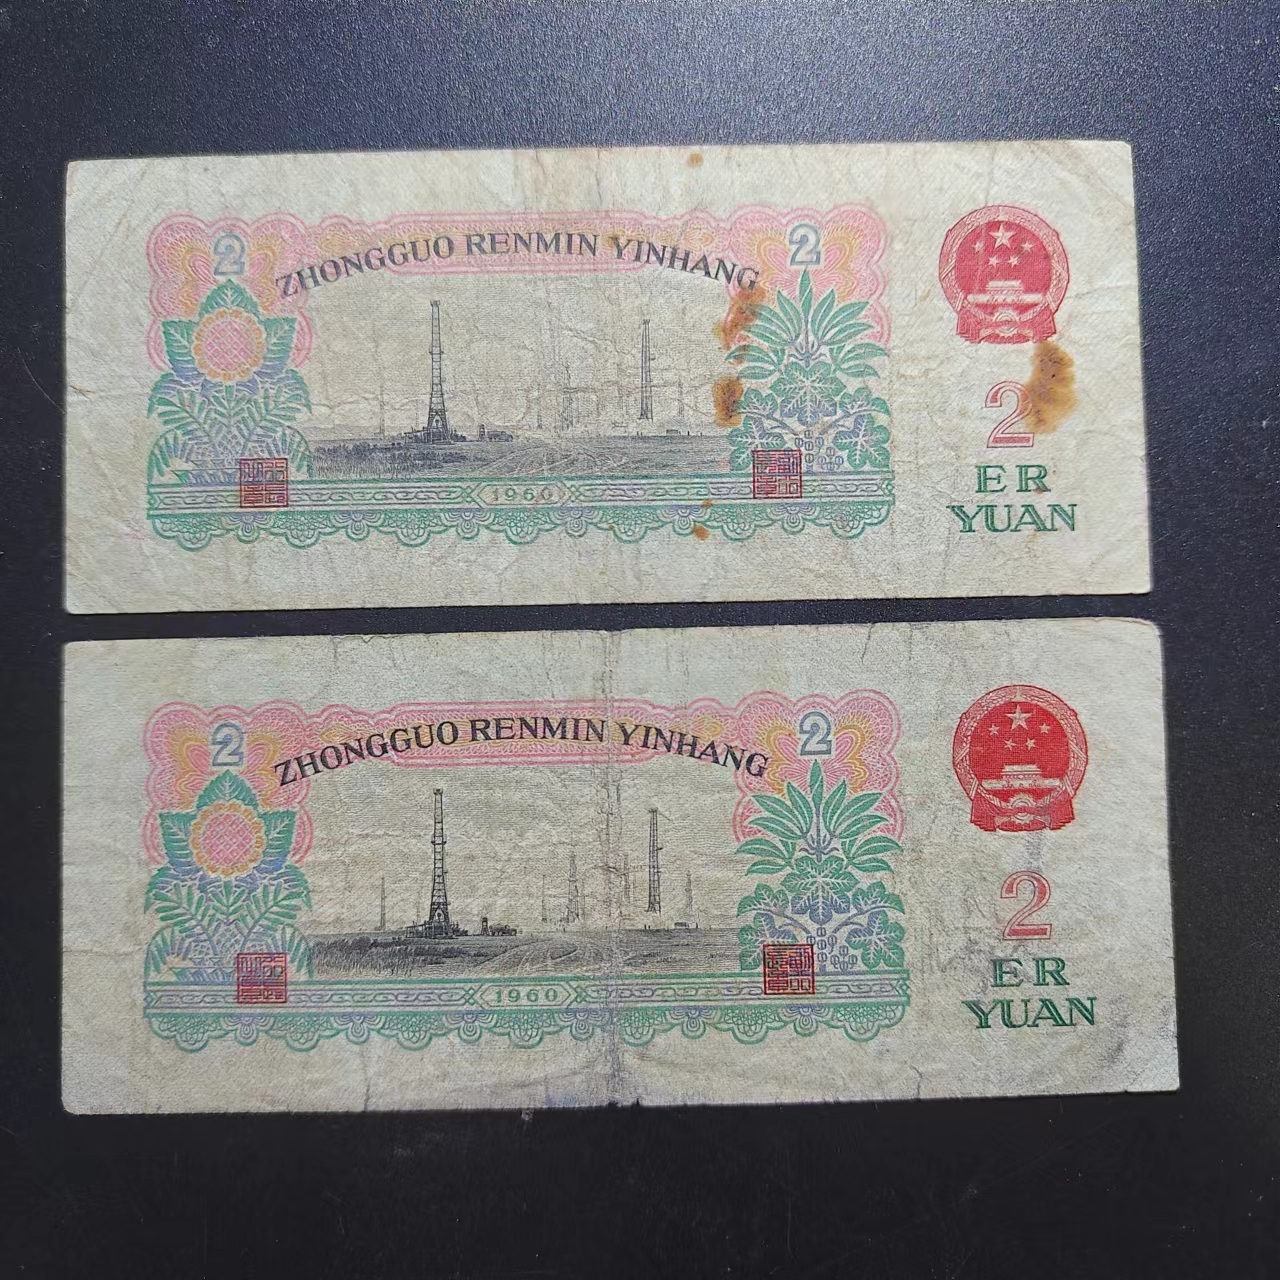 2 2
ZHONGGUO RENMIN YINHANG
2
ER
YUAN
1960
2 2
ZHONGGUO RENMIN YINHANG
2
ER
YUAN
1960